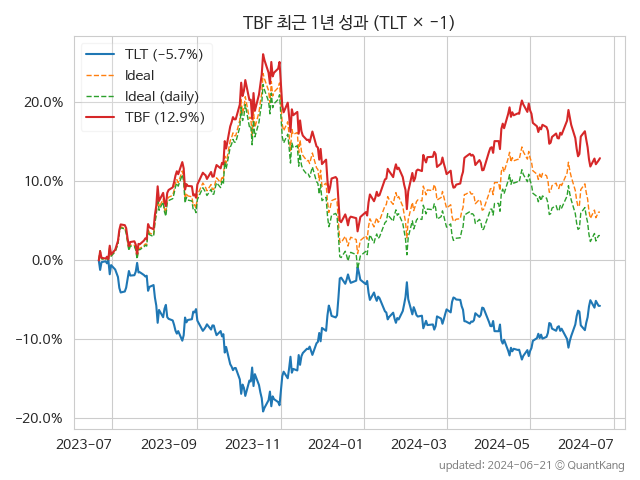 TBF 최근 1년 성과 (TLT × −1)
TLT (−5.7%)
Ideal
Ideal (daily)
TBF (12.9%)
20.0%
10.0%
0.0%
−10.0%
−20.0%
2023-07 2023-09 2023-11 2024-01 2024-03 2024-05 2024-07
updated: 2024-06-21 © QuantKang